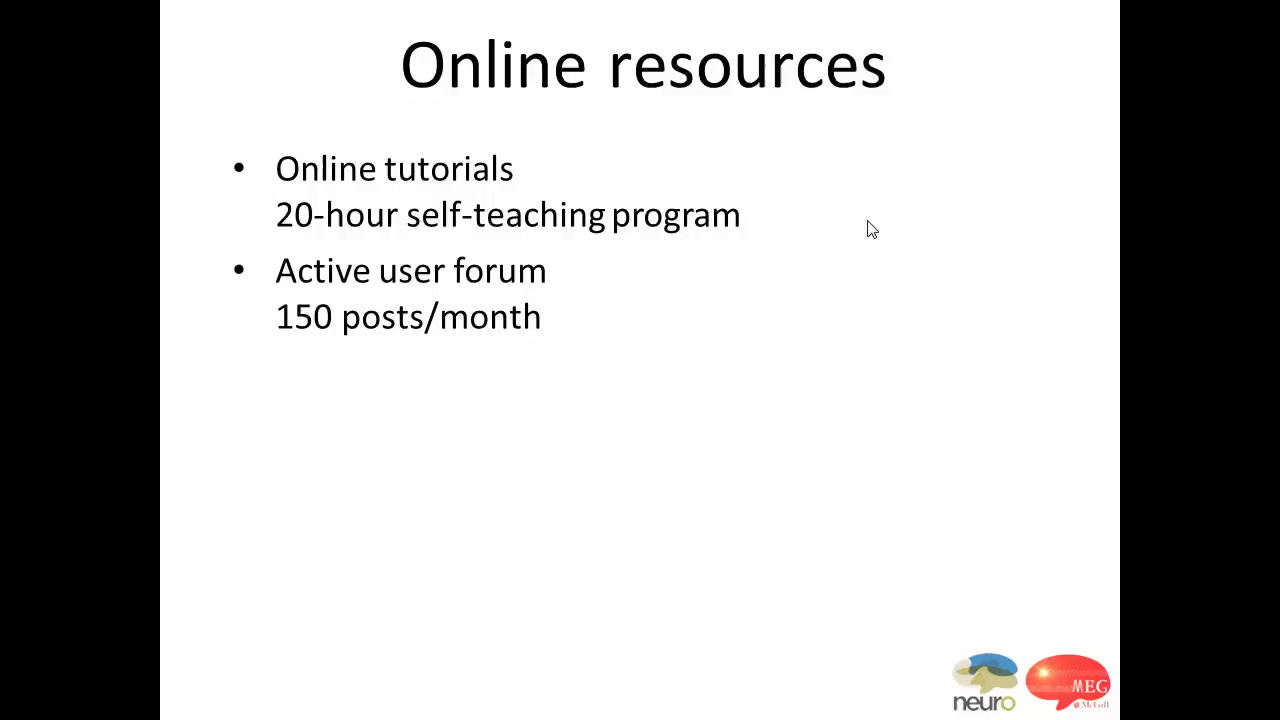 Online resources
• Online tutorials
20-hour self-teaching program
• Active user forum
150 posts/month
neuro
MEG
@McGill